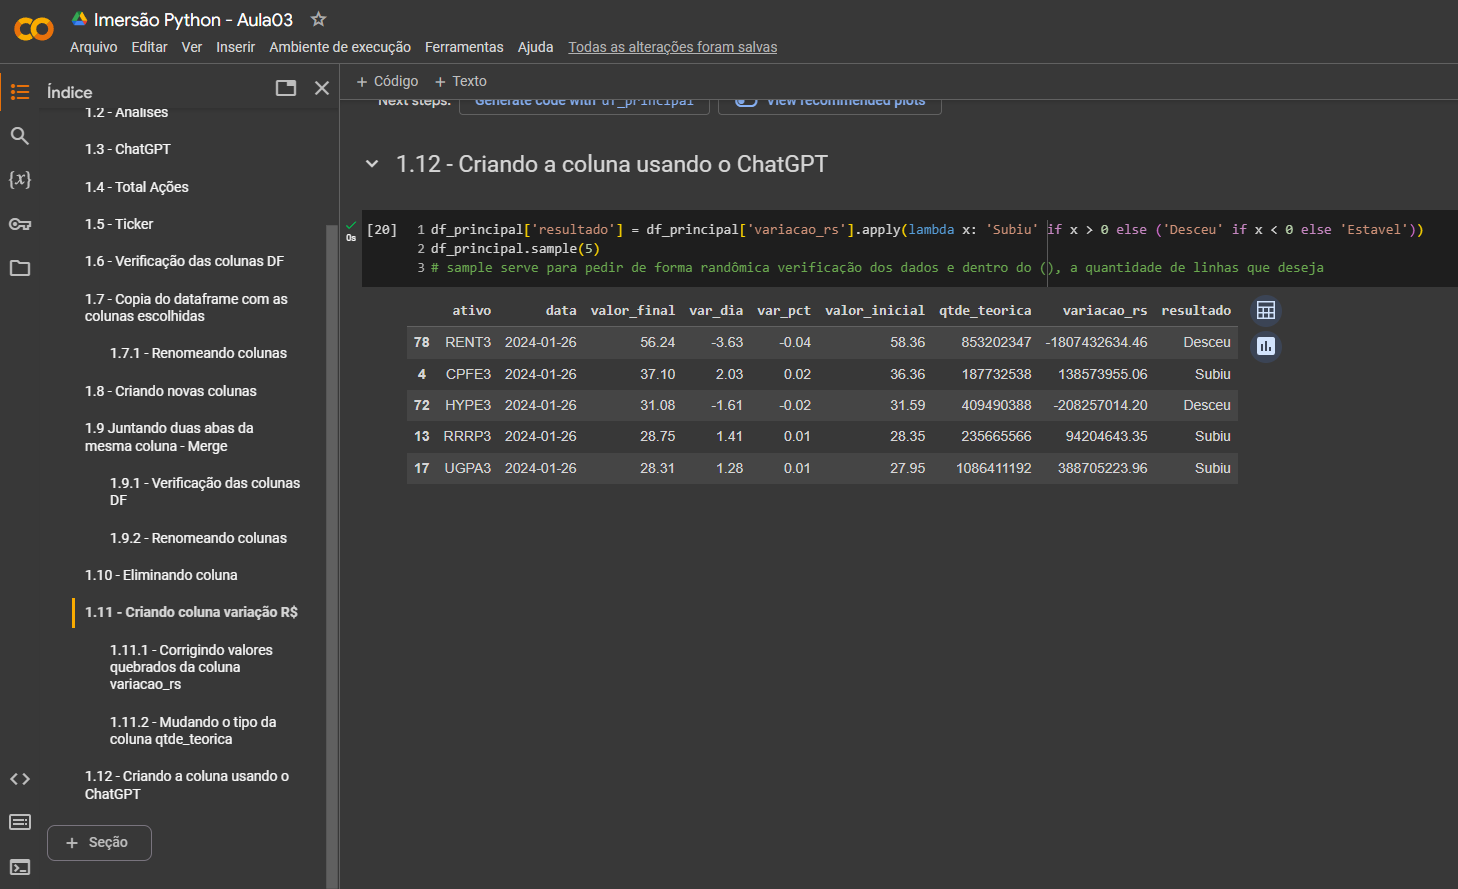 Imersão Python - Aula03
Arquivo Editar Ver Inserir Ambiente de execução Ferramentas Ajuda Todas as alterações foram salvas
Índice
1.2 - Análises
1.3 - ChatGPT
1.4 - Total Ações
1.5 - Ticker
1.6 - Verificação das colunas DF
1.7 - Copia do dataframe com as
colunas escolhidas
1.7.1 - Renomeando colunas
1.8 - Criando novas colunas
1.9 Juntando duas abas da
mesma coluna - Merge
1.9.1 - Verificação das colunas
DF
1.9.2 - Renomeando colunas
1.10 - Eliminando coluna
1.11 - Criando coluna variação R$
1.11.1 - Corrigindo valores
quebrados da coluna
variacao_rs
1.11.2 - Mudando o tipo da
coluna qtde_teorica
1.12 - Criando a coluna usando o
ChatGPT
+ Seção
+ Código + Texto
Next steps: Generate code with df_principal View recommended plots
1.12 - Criando a coluna usando o ChatGPT
0s
[20] 1 df_principal['resultado'] = df_principal['variacao_rs'].apply(lambda x: 'Subiu' if x > 0 else ('Desceu' if x < 0 else 'Estavel'))
2 df_principal.sample(5)
3 # sample serve para pedir de forma randômica verificação dos dados e dentro do (), a quantidade de linhas que deseja
ativo data valor_final var_dia var_pct valor_inicial qtde_teorica variacao_rs resultado
78 RENT3 2024-01-26 56.24 -3.63 -0.04 58.36 853202347 -1807432634.46 Desceu
4 CPFE3 2024-01-26 37.10 2.03 0.02 36.36 187732538 138573955.06 Subiu
72 HYPE3 2024-01-26 31.08 -1.61 -0.02 31.59 409490388 -208257014.20 Desceu
13 RRRP3 2024-01-26 28.75 1.41 0.01 28.35 235665566 94204643.35 Subiu
17 UGPA3 2024-01-26 28.31 1.28 0.01 27.95 1086411192 388705223.96 Subiu